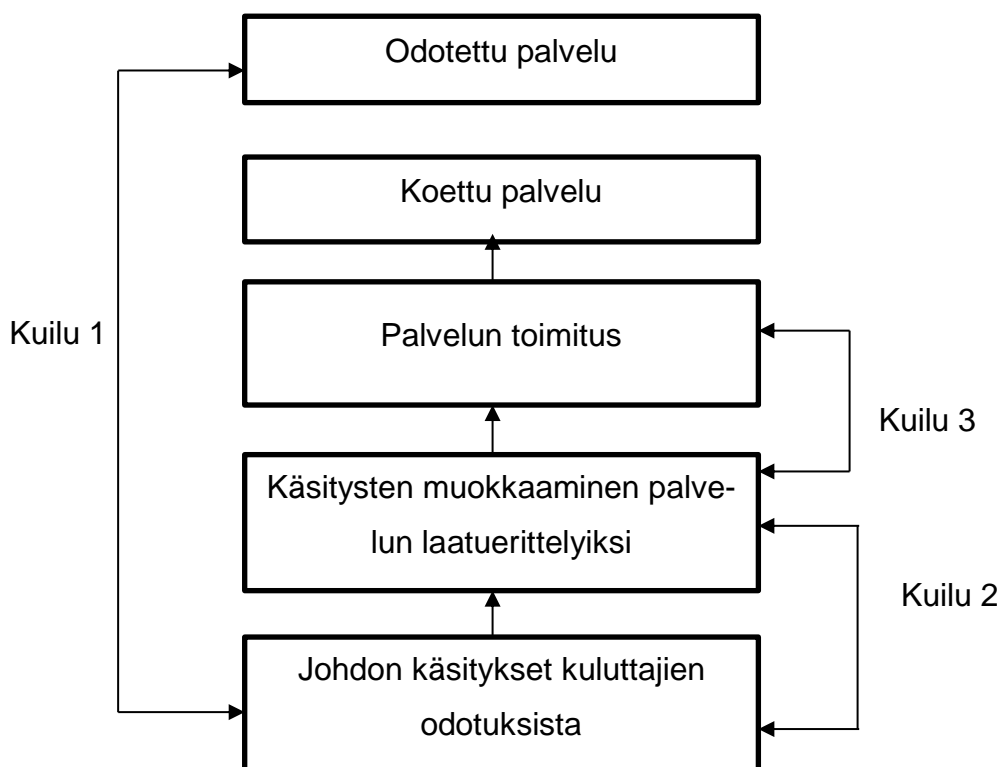 Odotettu palvelu
Koettu palvelu
Kuilu 1
Palvelun toimitus
Kuilu 3
Käsitysten muokkaaminen palve-
lun laatuerittelyiksi
Kuilu 2
Johdon käsitykset kuluttajien
odotuksista